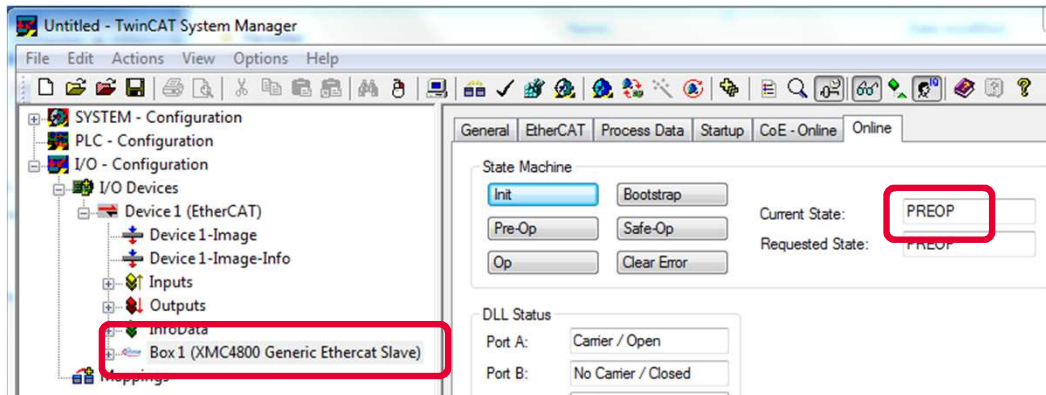 Untitled - TwinCAT System Manager
File Edit Actions View Options Help
SYSTEM - Configuration
PLC - Configuration
I/O - Configuration
I/O Devices
Device 1 (EtherCAT)
Device 1-Image
Device 1-Image-Info
Inputs
Outputs
InfoData
Box 1 (XMC4800 Generic Ethercat Slave)
Mappings
General EtherCAT Process Data Startup CoE - Online Online
State Machine
Init Bootstrap
Pre-Op Safe-Op
Op Clear Error
Current State: PREOP
Requested State: PREOP
DLL Status
Port A: Carrier / Open
Port B: No Carrier / Closed